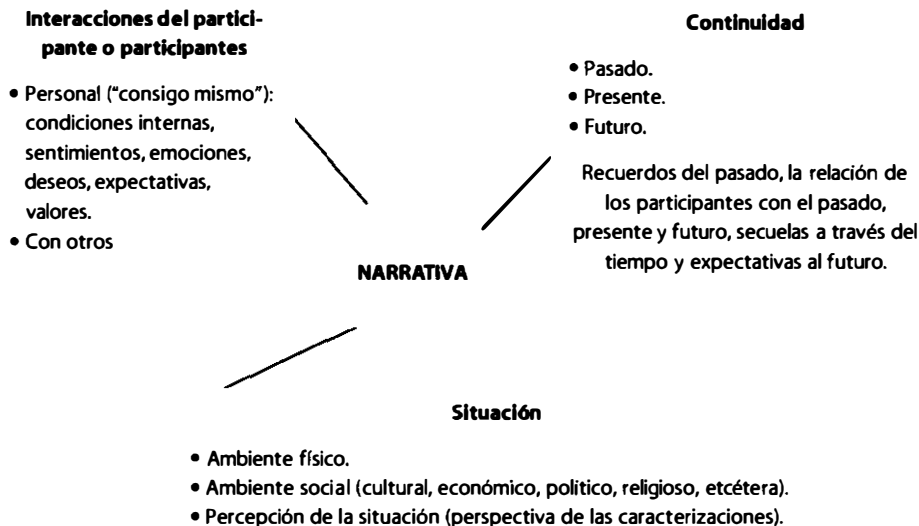 Interacciones del partici-
pante o participantes
• Personal ("consigo mismo"):
condiciones internas,
sentimientos, emociones,
deseos, expectativas,
valores.
• Con otros
Continuidad
• Pasado.
• Presente.
• Futuro.
Recuerdos del pasado, la relación de
los participantes con el pasado,
presente y futuro, secuelas a través del
tiempo y expectativas al futuro.
NARRATIVA
Situación
• Ambiente físico.
• Ambiente social (cultural, económico, político, religioso, etcétera).
• Percepción de la situación (perspectiva de las caracterizaciones).